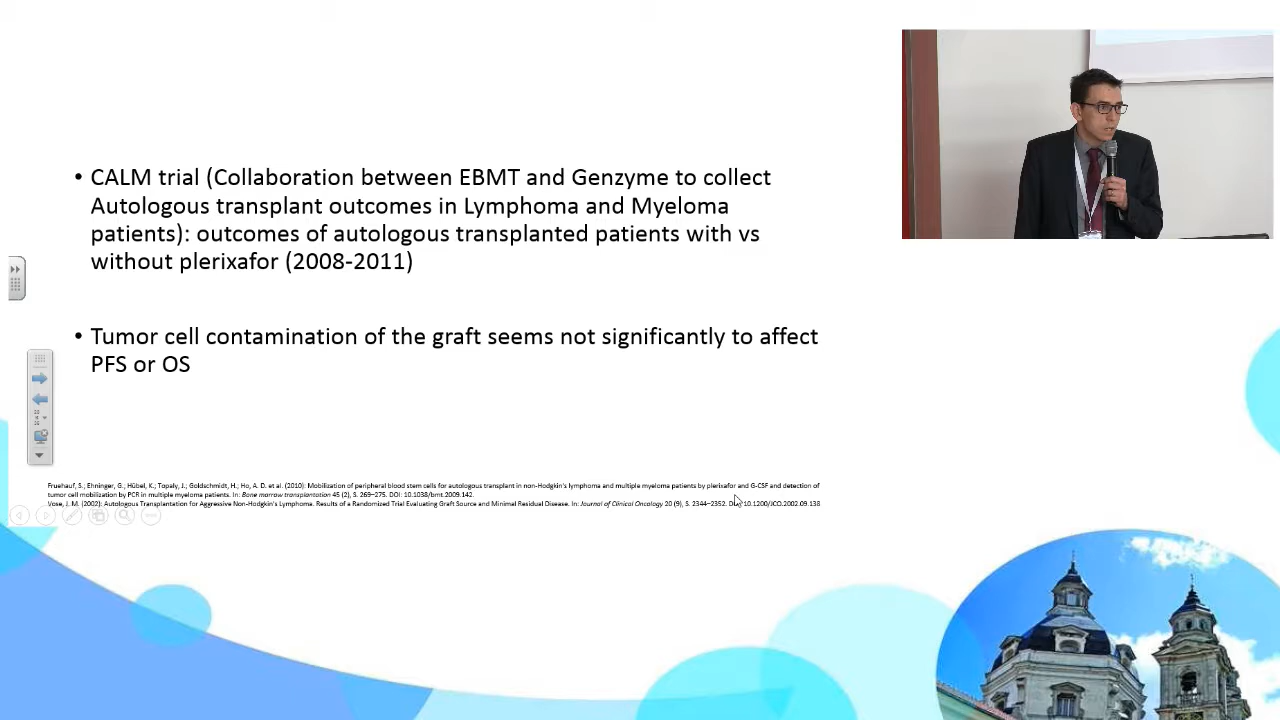 • CALM trial (Collaboration between EBMT and Genzyme to collect
Autologous transplant outcomes in Lymphoma and Myeloma
patients): outcomes of autologous transplanted patients with vs
without plerixafor (2008-2011)
• Tumor cell contamination of the graft seems not significantly to affect
PFS or OS
Fruehauf, S.; Ehninger, G.; Hübel, K.; Topaly, J.; Goldschmidt, H.; Ho, A. D. et al. (2010): Mobilization of peripheral blood stem cells for autologous transplant in non-Hodgkin's lymphoma and multiple myeloma patients by plerixafor and G-CSF and detection of
tumor cell mobilization by PCR in multiple myeloma patients. In: Bone marrow transplantation 45 (2), S. 269–275. DOI: 10.1038/bmt.2009.142.
Vose, J. M. (2002): Autologous Transplantation for Aggressive Non-Hodgkin's Lymphoma. Results of a Randomized Trial Evaluating Graft Source and Minimal Residual Disease. In: Journal of Clinical Oncology 20 (9), S. 2344–2352. DOI: 10.1200/JCO.2002.09.138